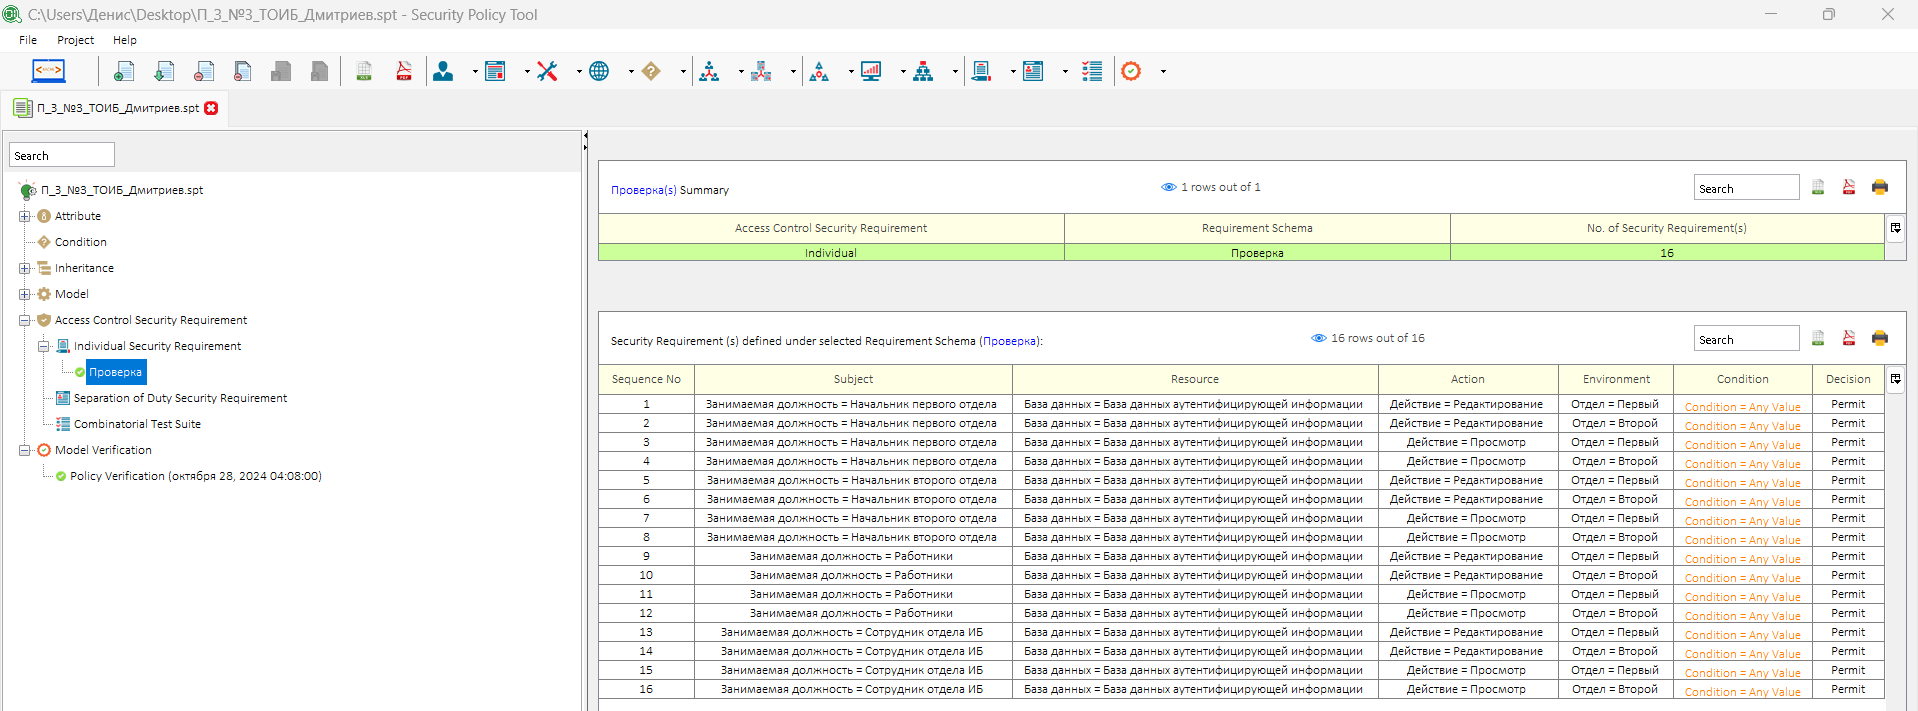 C:\Users\Денис\Desktop\П_З_№3_ТОИБ_Дмитриев.spt - Security Policy Tool
File Project Help
П_З_№3_ТОИБ_Дмитриев.spt
Search
П_З_№3_ТОИБ_Дмитриев.spt
Attribute
Condition
Inheritance
Model
Access Control Security Requirement
Individual Security Requirement
Проверка
Separation of Duty Security Requirement
Combinatorial Test Suite
Model Verification
Policy Verification (октября 28, 2024 04:08:00)
Проверка(s) Summary 1 rows out of 1 Search
Access Control Security Requirement Requirement Schema No. of Security Requirement(s)
Individual Проверка 16
Security Requirement (s) defined under selected Requirement Schema (Проверка): 16 rows out of 16 Search
Sequence No Subject Resource Action Environment Condition Decision
1 Занимаемая должность = Начальник первого отдела База данных = База данных аутентифицирующей информации Действие = Редактирование Отдел = Первый Condition = Any Value Permit
2 Занимаемая должность = Начальник первого отдела База данных = База данных аутентифицирующей информации Действие = Редактирование Отдел = Второй Condition = Any Value Permit
3 Занимаемая должность = Начальник первого отдела База данных = База данных аутентифицирующей информации Действие = Просмотр Отдел = Первый Condition = Any Value Permit
4 Занимаемая должность = Начальник первого отдела База данных = База данных аутентифицирующей информации Действие = Просмотр Отдел = Второй Condition = Any Value Permit
5 Занимаемая должность = Начальник второго отдела База данных = База данных аутентифицирующей информации Действие = Редактирование Отдел = Первый Condition = Any Value Permit
6 Занимаемая должность = Начальник второго отдела База данных = База данных аутентифицирующей информации Действие = Редактирование Отдел = Второй Condition = Any Value Permit
7 Занимаемая должность = Начальник второго отдела База данных = База данных аутентифицирующей информации Действие = Просмотр Отдел = Первый Condition = Any Value Permit
8 Занимаемая должность = Начальник второго отдела База данных = База данных аутентифицирующей информации Действие = Просмотр Отдел = Второй Condition = Any Value Permit
9 Занимаемая должность = Работники База данных = База данных аутентифицирующей информации Действие = Редактирование Отдел = Первый Condition = Any Value Permit
10 Занимаемая должность = Работники База данных = База данных аутентифицирующей информации Действие = Редактирование Отдел = Второй Condition = Any Value Permit
11 Занимаемая должность = Работники База данных = База данных аутентифицирующей информации Действие = Просмотр Отдел = Первый Condition = Any Value Permit
12 Занимаемая должность = Работники База данных = База данных аутентифицирующей информации Действие = Просмотр Отдел = Второй Condition = Any Value Permit
13 Занимаемая должность = Сотрудник отдела ИБ База данных = База данных аутентифицирующей информации Действие = Редактирование Отдел = Первый Condition = Any Value Permit
14 Занимаемая должность = Сотрудник отдела ИБ База данных = База данных аутентифицирующей информации Действие = Редактирование Отдел = Второй Condition = Any Value Permit
15 Занимаемая должность = Сотрудник отдела ИБ База данных = База данных аутентифицирующей информации Действие = Просмотр Отдел = Первый Condition = Any Value Permit
16 Занимаемая должность = Сотрудник отдела ИБ База данных = База данных аутентифицирующей информации Действие = Просмотр Отдел = Второй Condition = Any Value Permit